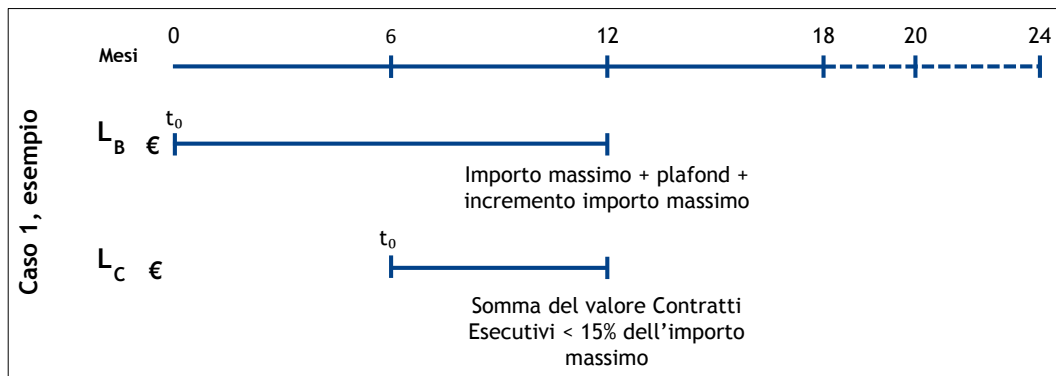 0 6 12 18 20 24
Mesi
Caso 1, esempio
t₀
L_B €
Importo massimo + plafond +
incremento importo massimo
t₀
L_C €
Somma del valore Contratti
Esecutivi < 15% dell’importo
massimo